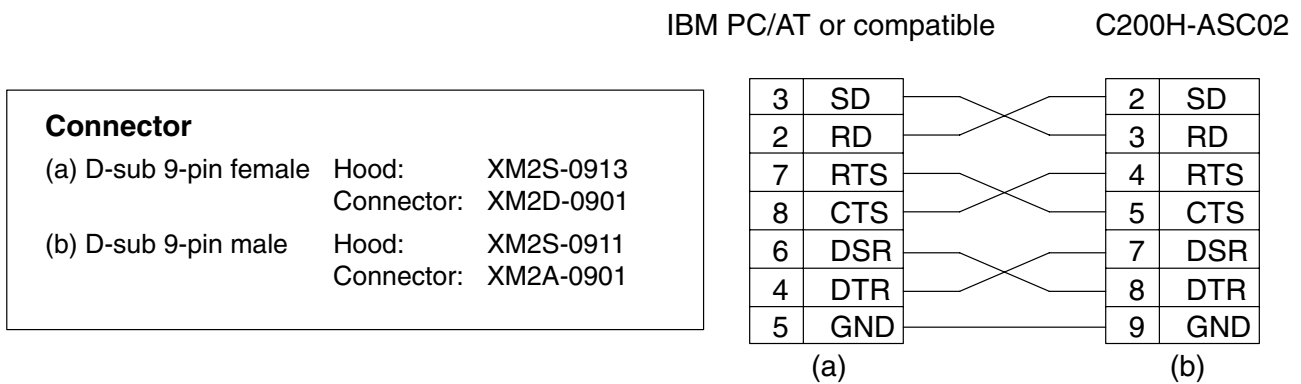 IBM PC/AT or compatible C200H-ASC02
Connector
(a) D-sub 9-pin female Hood: XM2S-0913
Connector: XM2D-0901
(b) D-sub 9-pin male Hood: XM2S-0911
Connector: XM2A-0901
3 SD 2 SD
2 RD 3 RD
7 RTS 4 RTS
8 CTS 5 CTS
6 DSR 7 DSR
4 DTR 8 DTR
5 GND 9 GND
(a) (b)